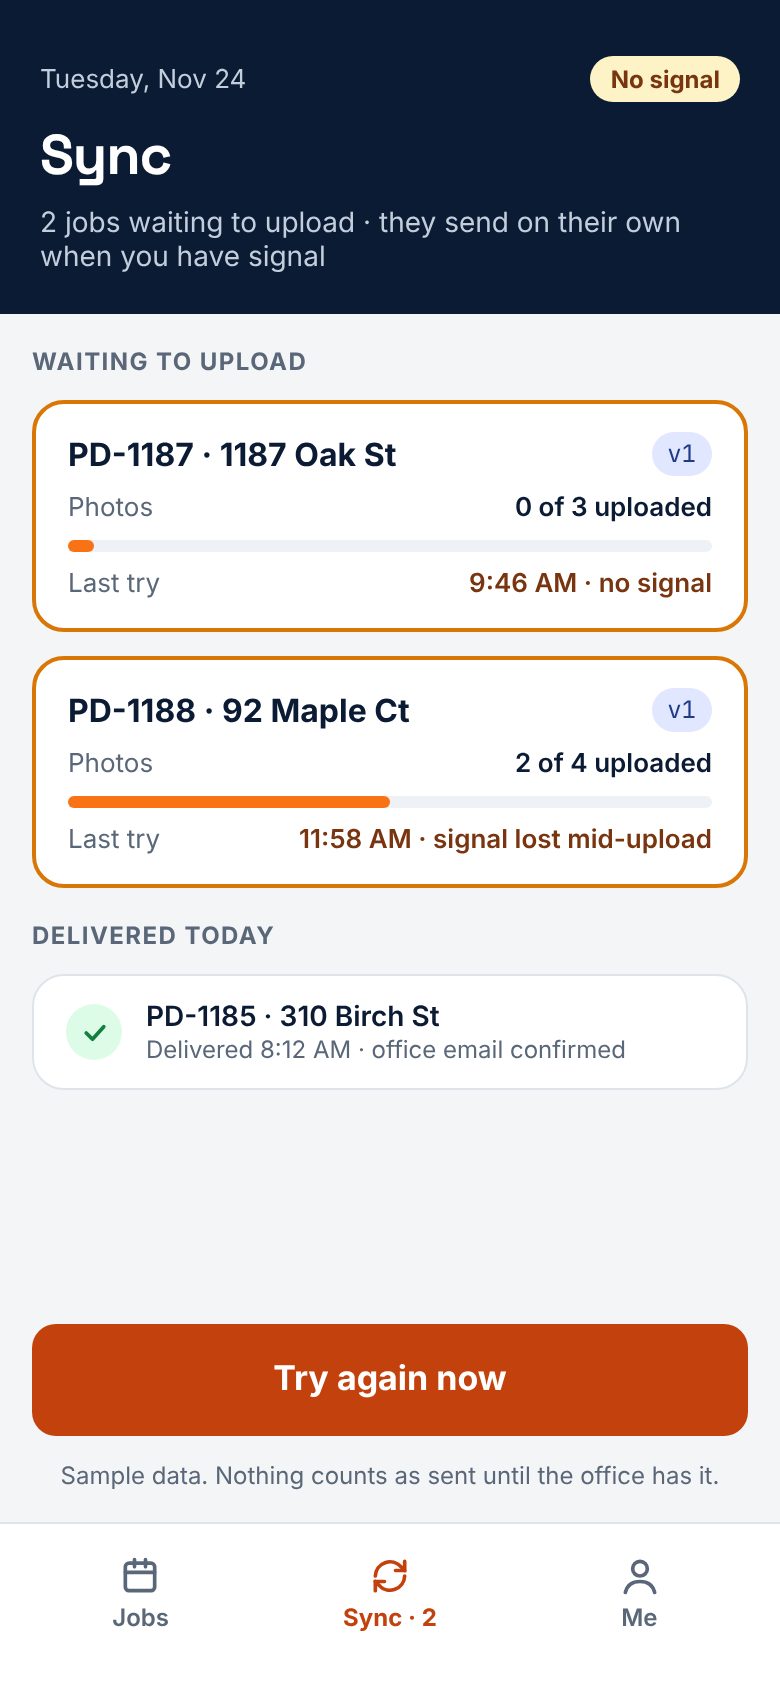 Tuesday, Nov 24
No signal
Sync
2 jobs waiting to upload · they send on their own
when you have signal
WAITING TO UPLOAD
PD-1187 · 1187 Oak St
v1
Photos
0 of 3 uploaded
Last try
9:46 AM · no signal
PD-1188 · 92 Maple Ct
v1
Photos
2 of 4 uploaded
Last try
11:58 AM · signal lost mid-upload
DELIVERED TODAY
PD-1185 · 310 Birch St
Delivered 8:12 AM · office email confirmed
Try again now
Sample data. Nothing counts as sent until the office has it.
Jobs
Sync · 2
Me